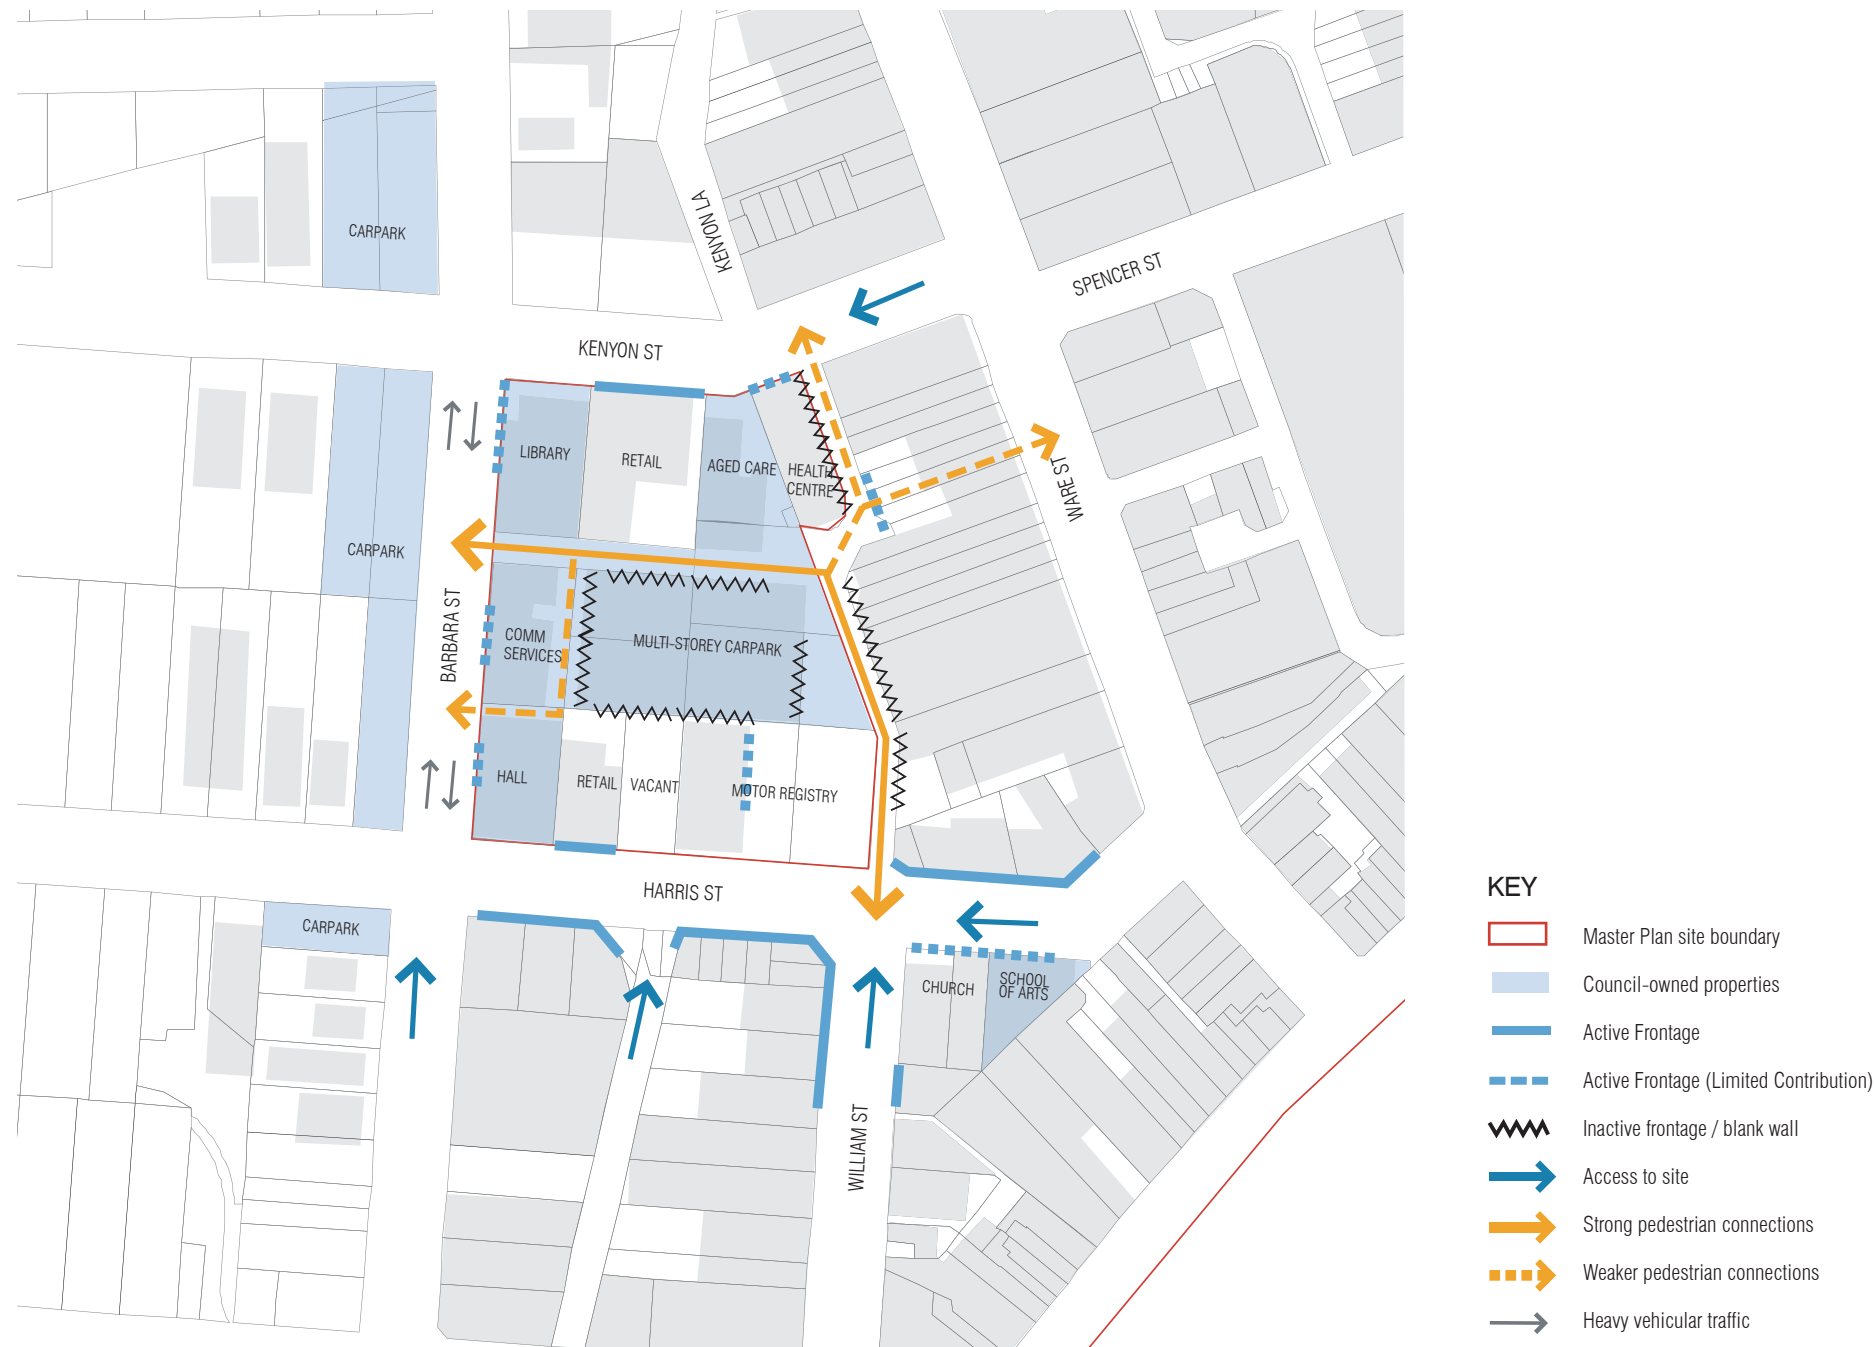 CARPARK
KENYON LA
SPENCER ST
KENYON ST
LIBRARY
RETAIL
AGED CARE
HEALTH
CENTRE
WARE ST
CARPARK
BARBARA ST
COMM
SERVICES
MULTI-STOREY CARPARK
HALL
RETAIL
VACANT
MOTOR REGISTRY
HARRIS ST
CARPARK
CHURCH
SCHOOL
OF ARTS
WILLIAM ST
KEY
Master Plan site boundary
Council-owned properties
Active Frontage
Active Frontage (Limited Contribution)
Inactive frontage / blank wall
Access to site
Strong pedestrian connections
Weaker pedestrian connections
Heavy vehicular traffic